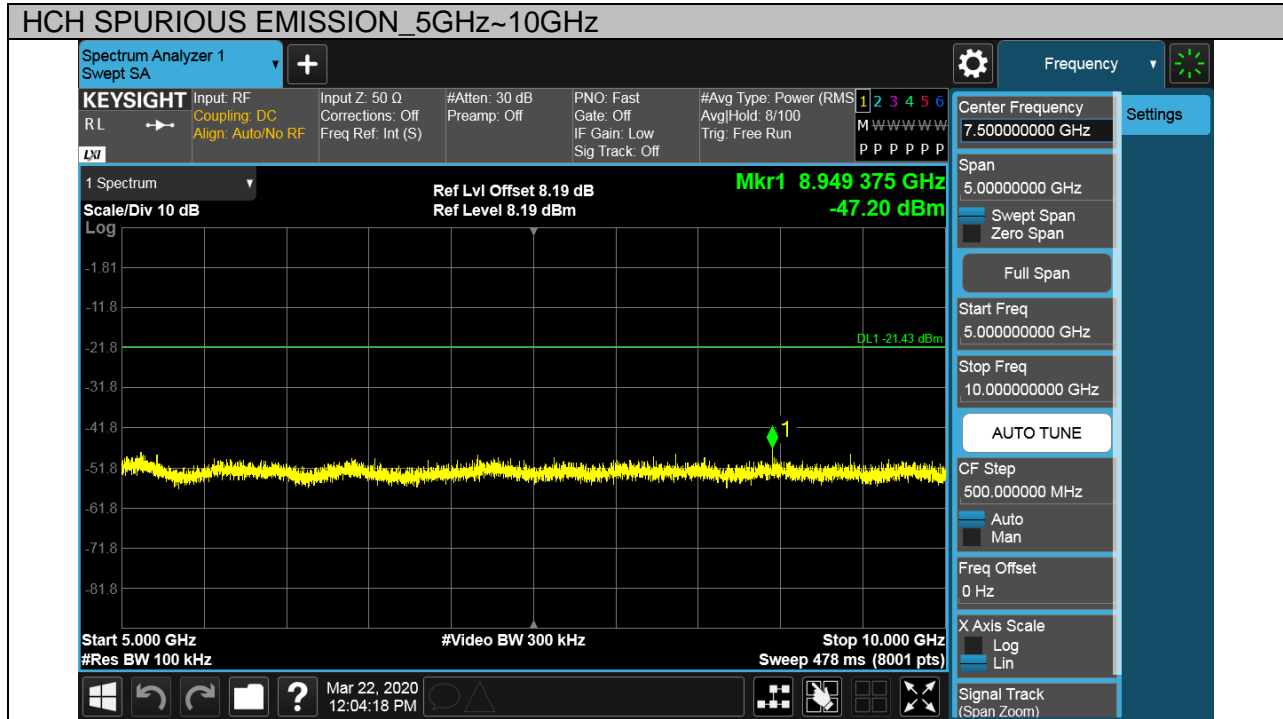 HCH SPURIOUS EMISSION_5GHz~10GHz
Spectrum Analyzer 1
Swept SA
Frequency
KEYSIGHT
RL
LXI
Input: RF
Coupling: DC
Align: Auto/No RF
Input Z: 50 Ω
Corrections: Off
Freq Ref: Int (S)
#Atten: 30 dB
Preamp: Off
PNO: Fast
Gate: Off
IF Gain: Low
Sig Track: Off
#Avg Type: Power (RMS
Avg|Hold: 8/100
Trig: Free Run
1 2 3 4 5 6
M W W W W W
P P P P P P
1 Spectrum
Scale/Div 10 dB
Ref Lvl Offset 8.19 dB
Ref Level 8.19 dBm
Mkr1 8.949 375 GHz
-47.20 dBm
Log
-1.81
-11.8
-21.8
-31.8
-41.8
-51.8
-61.8
-71.8
-81.8
DL1 -21.43 dBm
1
Start 5.000 GHz
#Res BW 100 kHz
#Video BW 300 kHz
Stop 10.000 GHz
Sweep 478 ms (8001 pts)
Mar 22, 2020
12:04:18 PM
Center Frequency
7.500000000 GHz
Settings
Span
5.00000000 GHz
Swept Span
Zero Span
Full Span
Start Freq
5.000000000 GHz
Stop Freq
10.000000000 GHz
AUTO TUNE
CF Step
500.000000 MHz
Auto
Man
Freq Offset
0 Hz
X Axis Scale
Log
Lin
Signal Track
(Span Zoom)